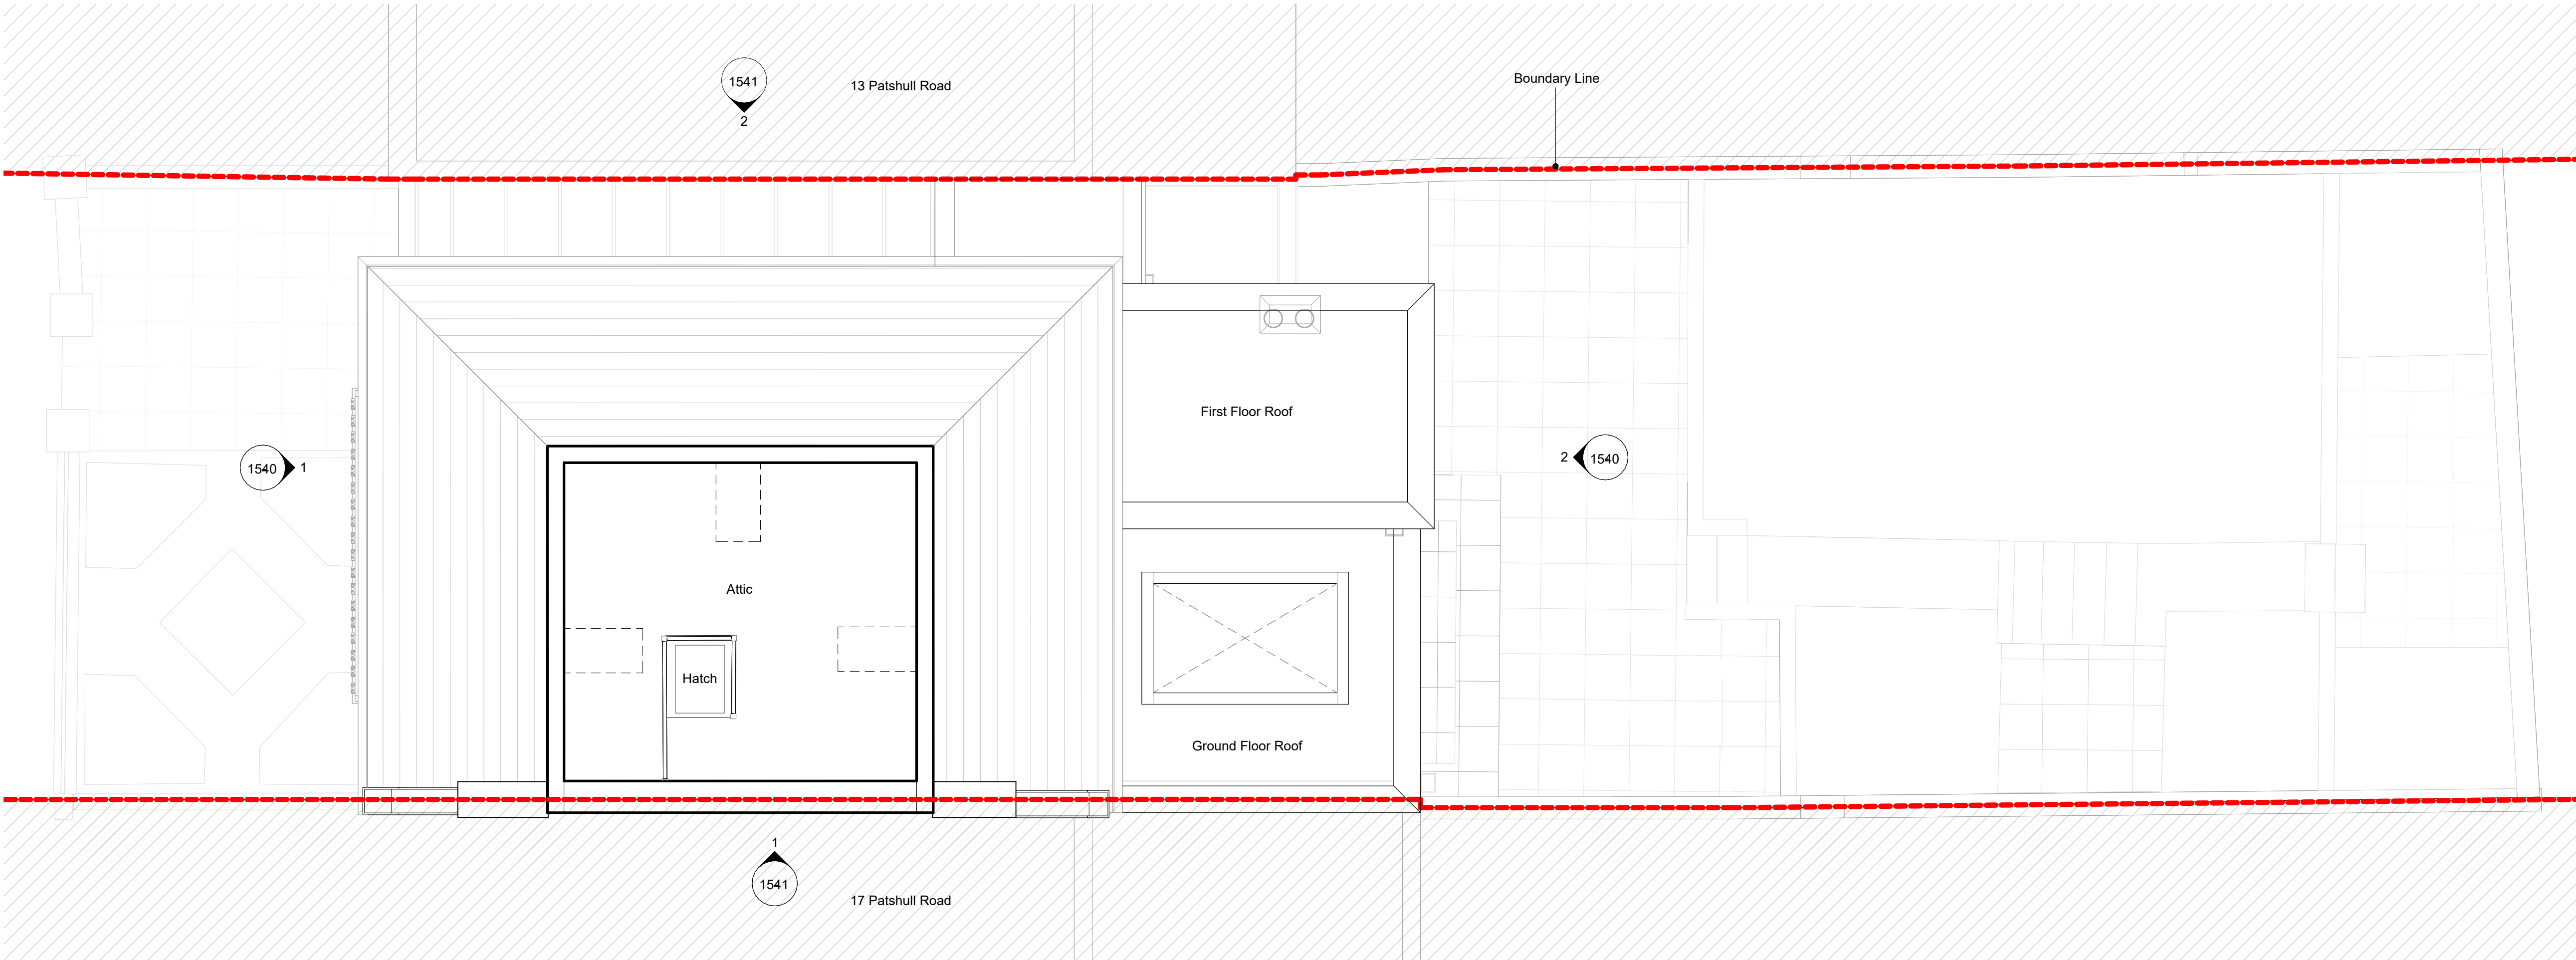 Boundary Line
1541
13 Patshull Road
2
First Floor Roof
1540
1
2
1540
Attic
Hatch
Ground Floor Roof
1
1541
17 Patshull Road